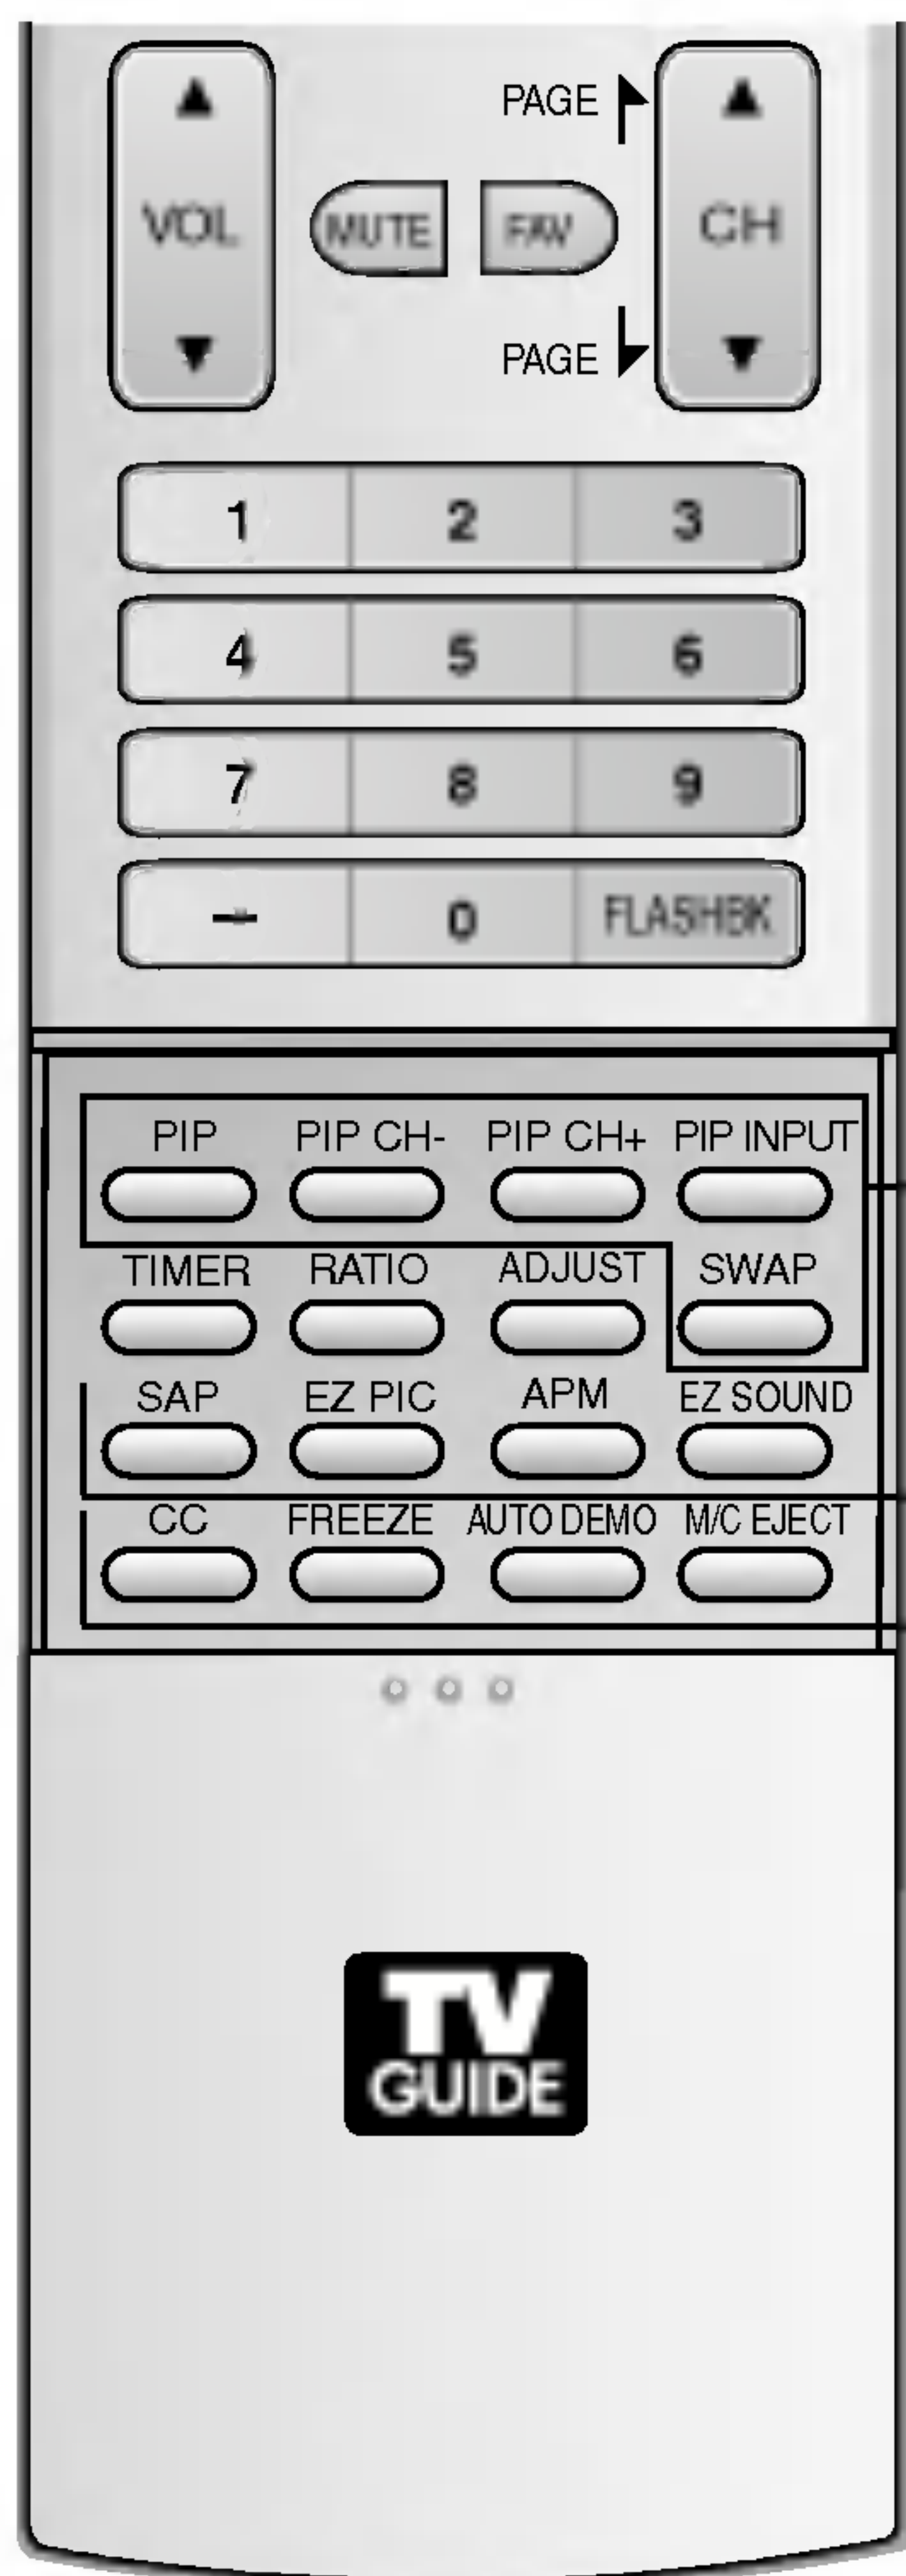 PAGE
VOL MUTE FAV CH
PAGE
1 2 3
4 5 6
7 8 9
— 0 FLASHBK
PIP PIP CH- PIP CH+ PIP INPUT
TIMER RATIO ADJUST SWAP
SAP EZ PIC APM EZ SOUND
CC FREEZE AUTO DEMO M/C EJECT
TV
GUIDE